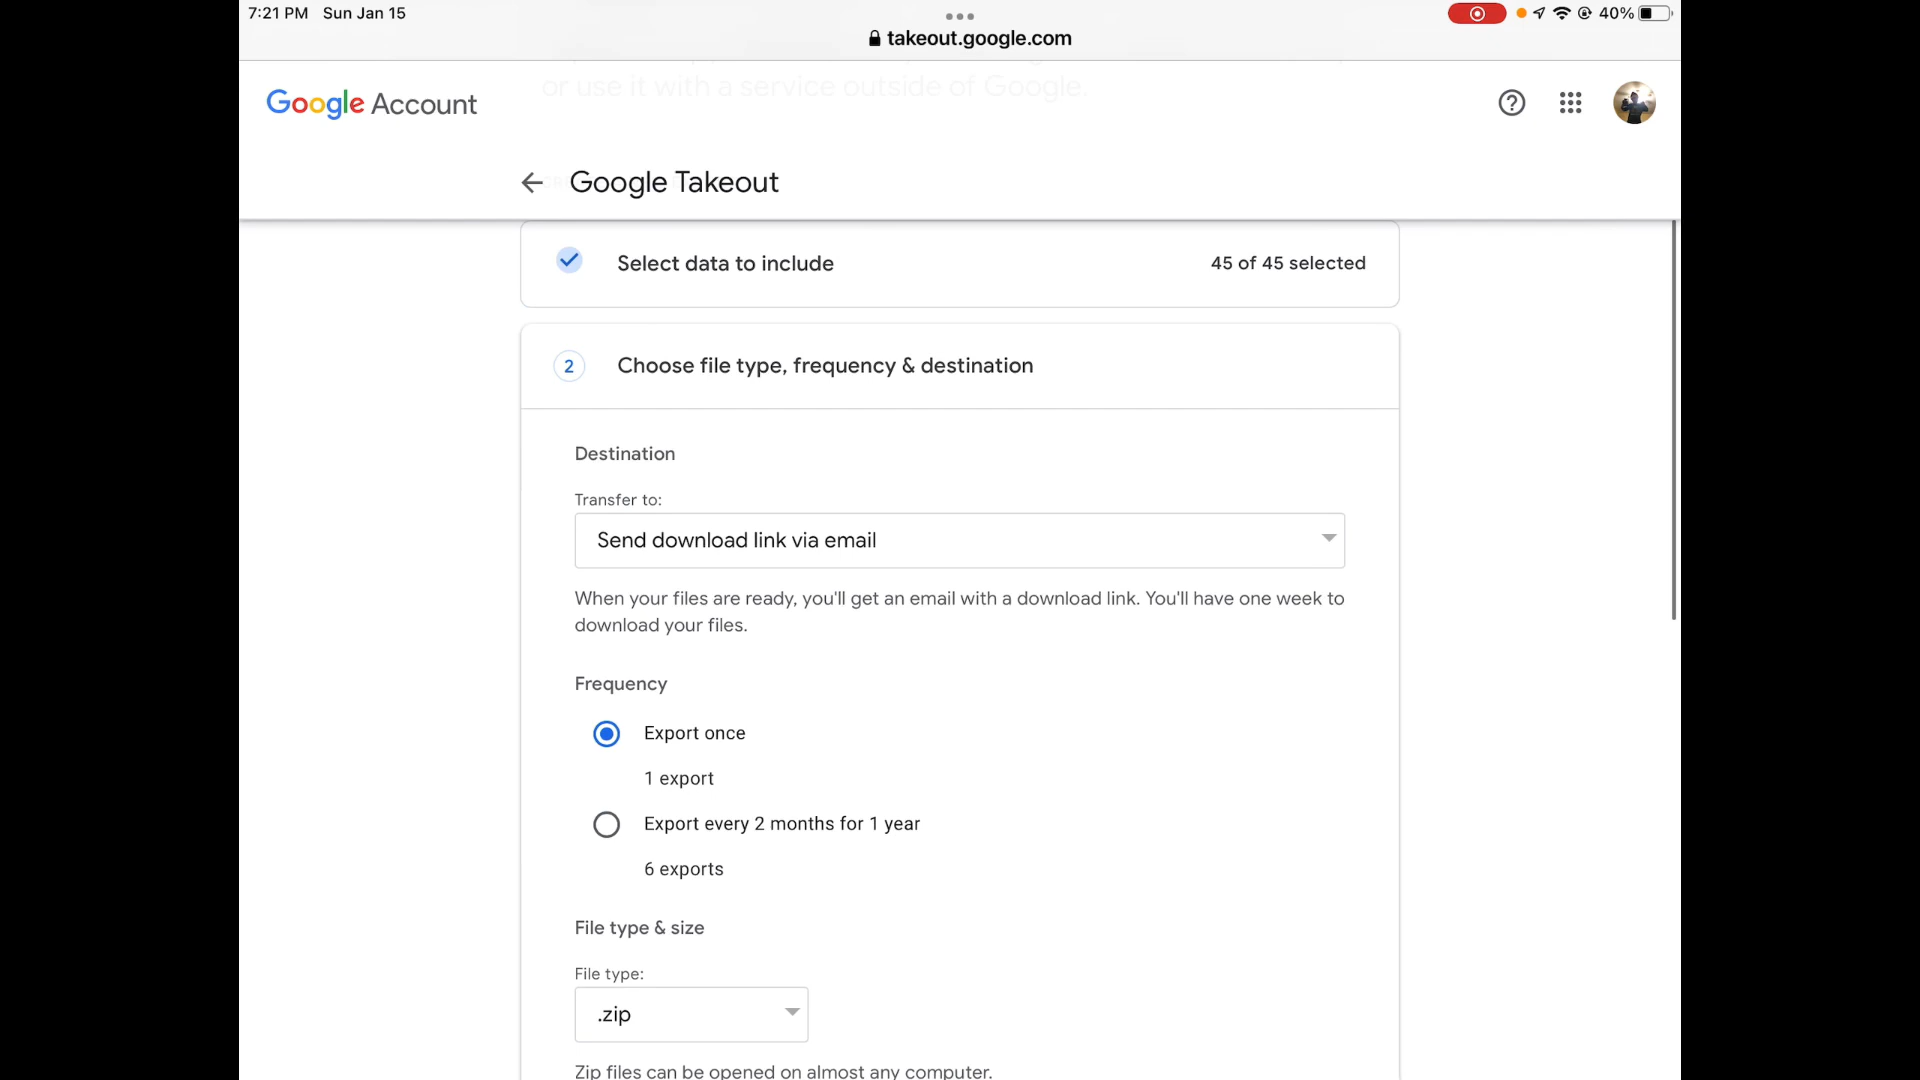 7:21 PM Sun Jan 15
40%
takeout.google.com
or use it with a service outside of Google.
Google Account
Google Takeout
Select data to include
45 of 45 selected
2
Choose file type, frequency & destination
Destination
Transfer to:
Send download link via email
When your files are ready, you'll get an email with a download link. You'll have one week to
download your files.
Frequency
Export once
1 export
Export every 2 months for 1 year
6 exports
File type & size
File type:
.zip
Zip files can be opened on almost any computer.